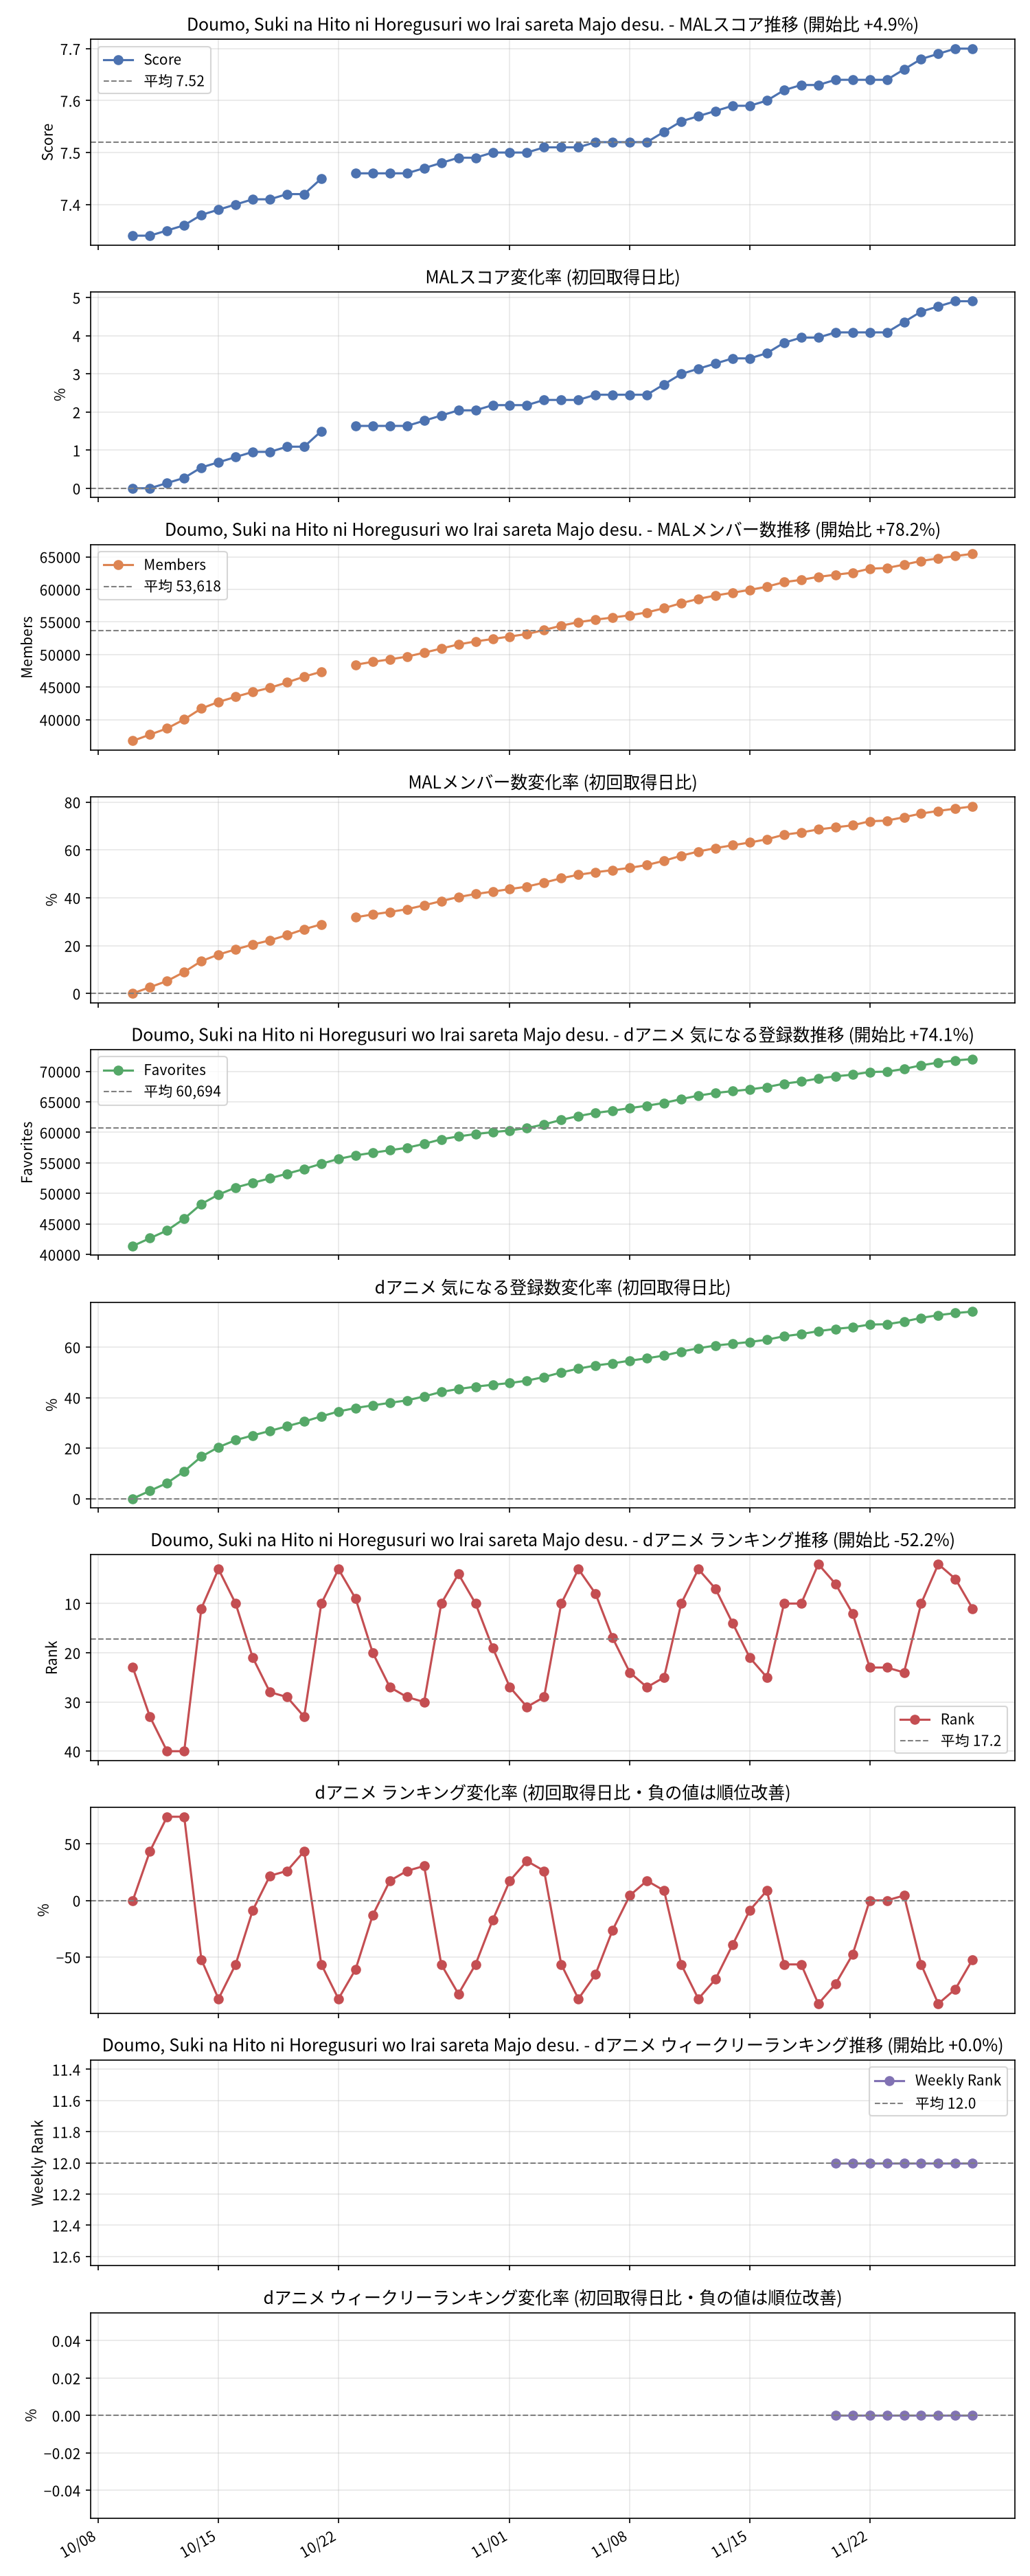 Doumo, Suki na Hito ni Horegusuri wo Irai sareta Majo desu. - MALスコア推移 (開始比 +4.9%)
Score
平均 7.52
7.7
7.6
7.5
7.4
Score
MALスコア変化率 (初回取得日比)
5
4
3
2
1
0
%
Doumo, Suki na Hito ni Horegusuri wo Irai sareta Majo desu. - MALメンバー数推移 (開始比 +78.2%)
Members
平均 53,618
65000
60000
55000
50000
45000
40000
Members
MALメンバー数変化率 (初回取得日比)
80
60
40
20
0
%
Doumo, Suki na Hito ni Horegusuri wo Irai sareta Majo desu. - dアニメ 気になる登録数推移 (開始比 +74.1%)
Favorites
平均 60,694
70000
65000
60000
55000
50000
45000
40000
Favorites
dアニメ 気になる登録数変化率 (初回取得日比)
60
40
20
0
%
Doumo, Suki na Hito ni Horegusuri wo Irai sareta Majo desu. - dアニメ ランキング推移 (開始比 -52.2%)
10
20
30
40
Rank
Rank
平均 17.2
dアニメ ランキング変化率 (初回取得日比・負の値は順位改善)
50
0
−50
%
Doumo, Suki na Hito ni Horegusuri wo Irai sareta Majo desu. - dアニメ ウィークリーランキング推移 (開始比 +0.0%)
Weekly Rank
平均 12.0
11.4
11.6
11.8
12.0
12.2
12.4
12.6
Weekly Rank
dアニメ ウィークリーランキング変化率 (初回取得日比・負の値は順位改善)
0.04
0.02
0.00
−0.02
−0.04
%
10/08
10/15
10/22
11/01
11/08
11/15
11/22